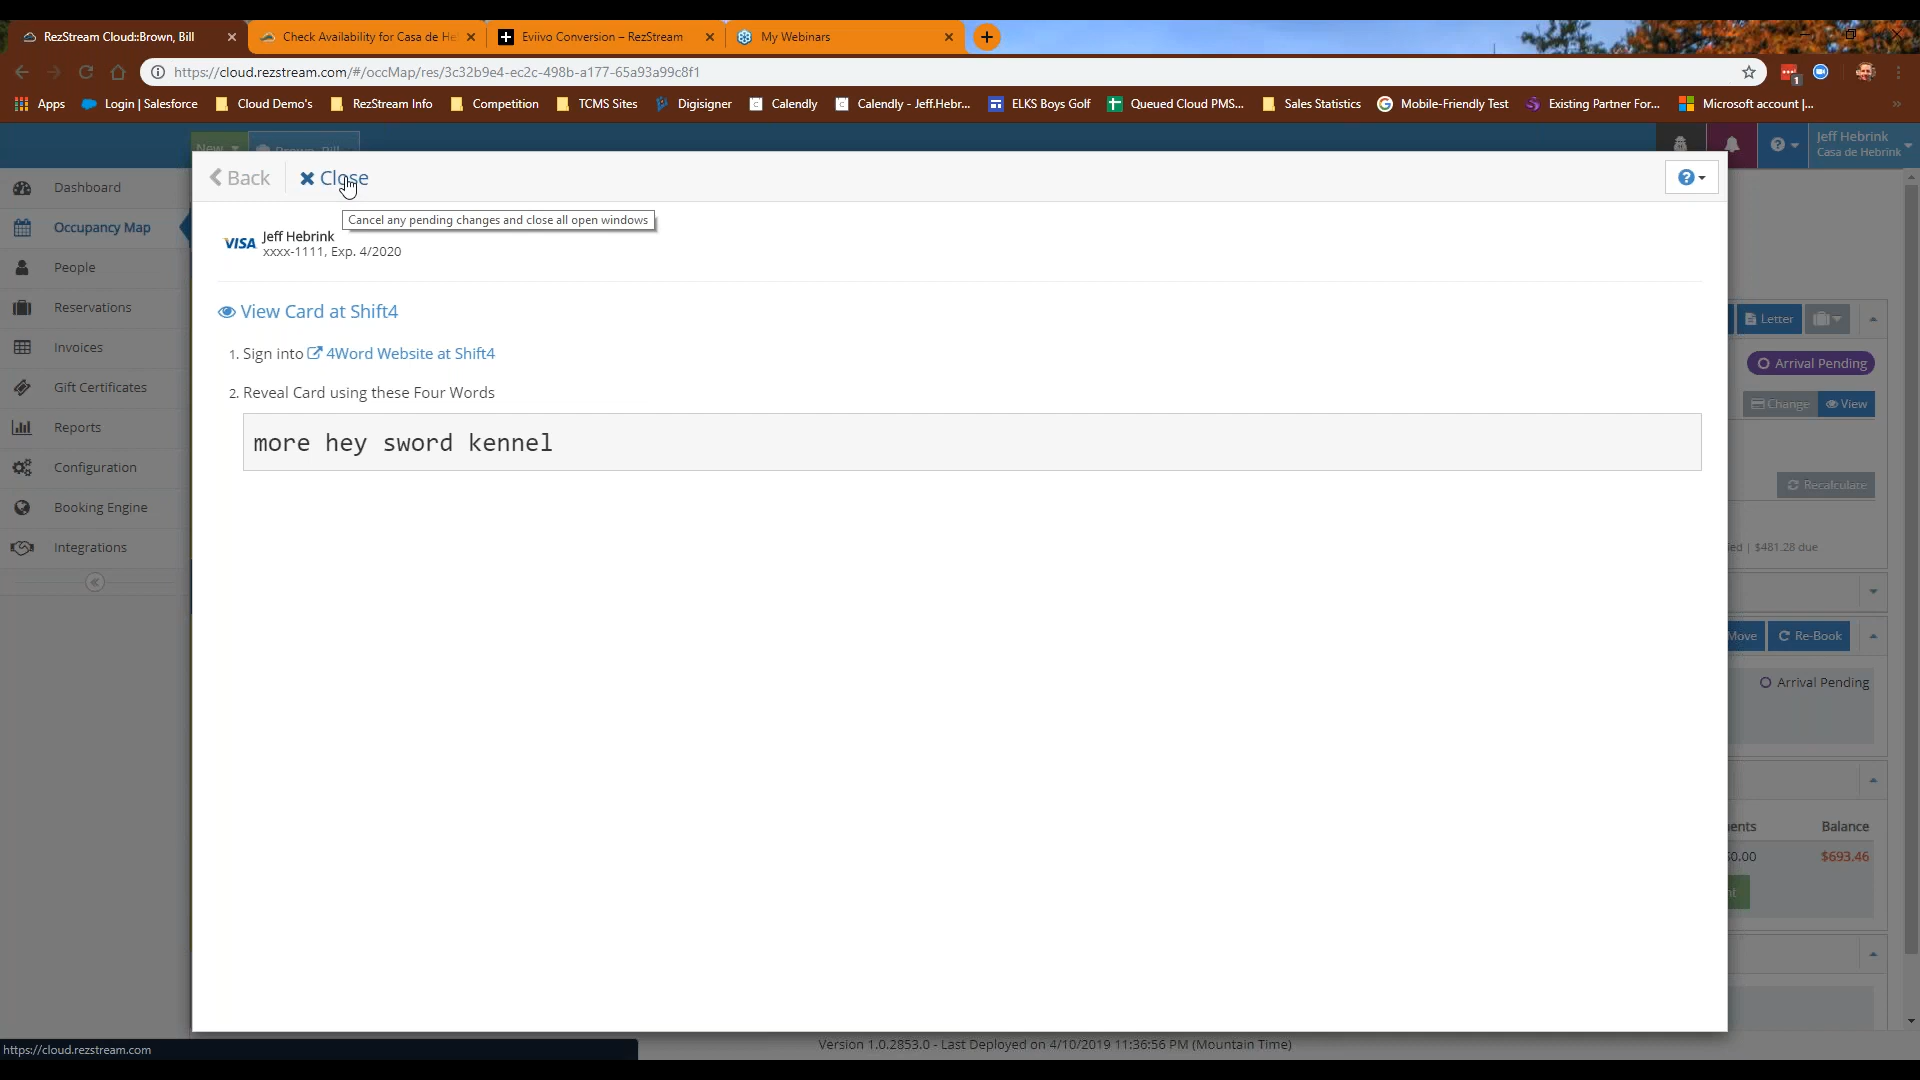 RezStream Cloud::Brown, Bill
Check Availability for Casa de He
Eviivo Conversion – RezStream
My Webinars
https://cloud.rezstream.com/#/occMap/res/3c32b9e4-ec2c-498b-a177-65a93a99c8f1
1
Apps
Login | Salesforce
Cloud Demo's
RezStream Info
Competition
TCMS Sites
Digisigner
Calendly
Calendly - Jeff.Hebr...
ELKS Boys Golf
Queued Cloud PMS...
Sales Statistics
Mobile-Friendly Test
Existing Partner For...
Microsoft account |...
New
Brown, Bill
Jeff Hebrink
Casa de Hebrink
Dashboard
Occupancy Map
People
Reservations
Invoices
Gift Certificates
Reports
Configuration
Booking Engine
Integrations
Back
Close
Cancel any pending changes and close all open windows
VISA
Jeff Hebrink
xxxx-1111, Exp. 4/2020
View Card at Shift4
1. Sign into 4Word Website at Shift4
2. Reveal Card using these Four Words
more hey sword kennel
Letter
Arrival Pending
Change
View
Recalculate
ed | $481.28 due
Move
Re-Book
Arrival Pending
ents
Balance
$0.00
$693.46
https://cloud.rezstream.com
Version 1.0.2853.0 - Last Deployed on 4/10/2019 11:36:56 PM (Mountain Time)